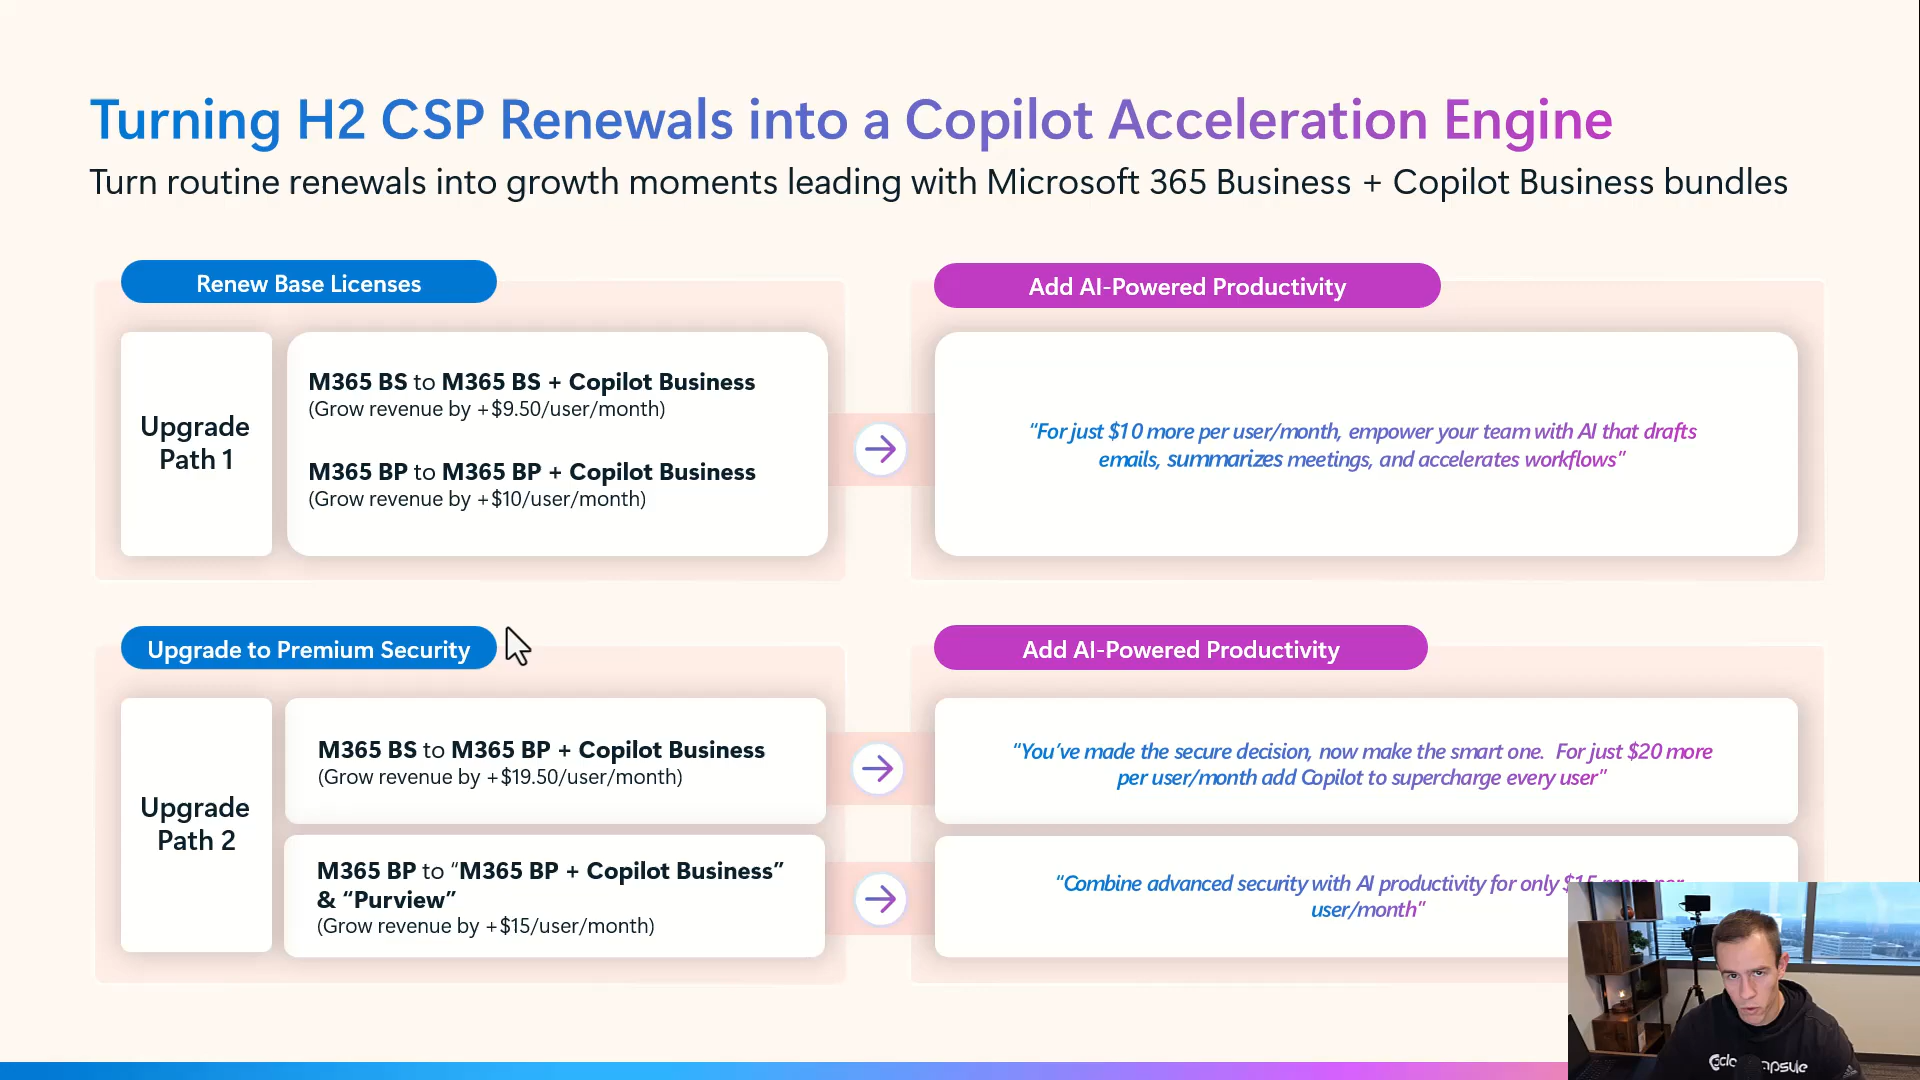 Turning H2 CSP Renewals into a Copilot Acceleration Engine
Turn routine renewals into growth moments leading with Microsoft 365 Business + Copilot Business bundles
Renew Base Licenses
Add AI-Powered Productivity
Upgrade
Path 1
M365 BS to M365 BS + Copilot Business
(Grow revenue by +$9.50/user/month)
M365 BP to M365 BP + Copilot Business
(Grow revenue by +$10/user/month)
“For just $10 more per user/month, empower your team with AI that drafts
emails, summarizes meetings, and accelerates workflows”
Upgrade to Premium Security
Add AI-Powered Productivity
Upgrade
Path 2
M365 BS to M365 BP + Copilot Business
(Grow revenue by +$19.50/user/month)
“You’ve made the secure decision, now make the smart one. For just $20 more
per user/month add Copilot to supercharge every user”
M365 BP to “M365 BP + Copilot Business”
& “Purview”
(Grow revenue by +$15/user/month)
“Combine advanced security with AI productivity for only $15 more per
user/month”